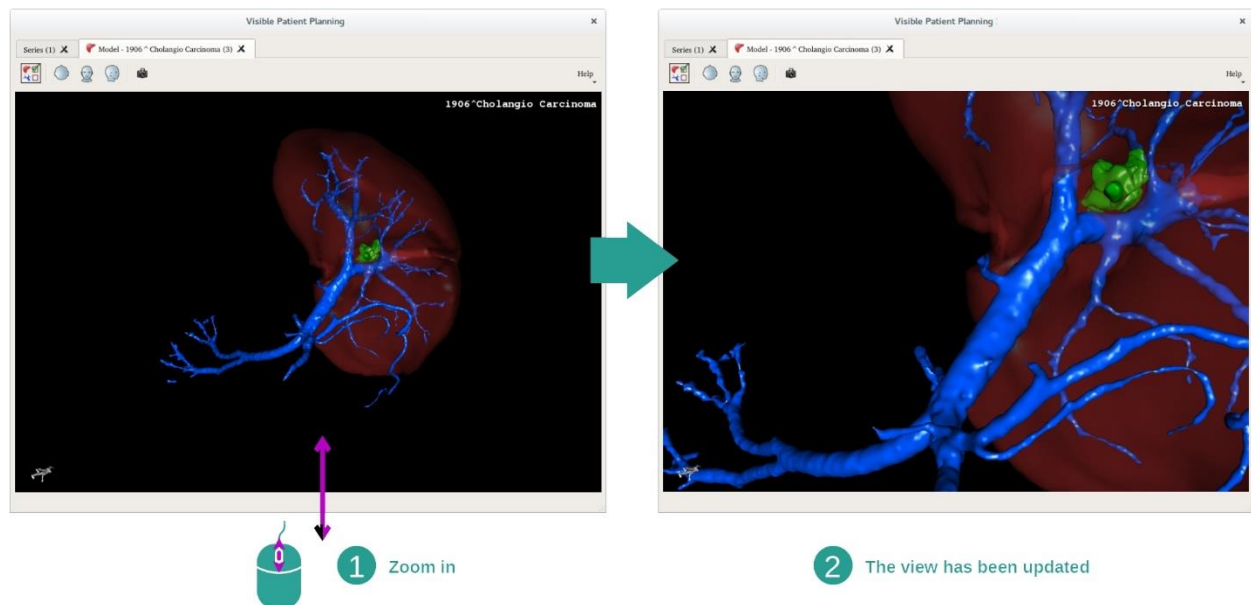 Visible Patient Planning
Series (1)
Model - 1906 ^ Cholangio Carcinoma (3)
Help
1906^Cholangio Carcinoma
Visible Patient Planning
Series (1)
Model - 1906 ^ Cholangio Carcinoma (3)
Help
1906^Cholangio Carcinoma
1 Zoom in
2 The view has been updated